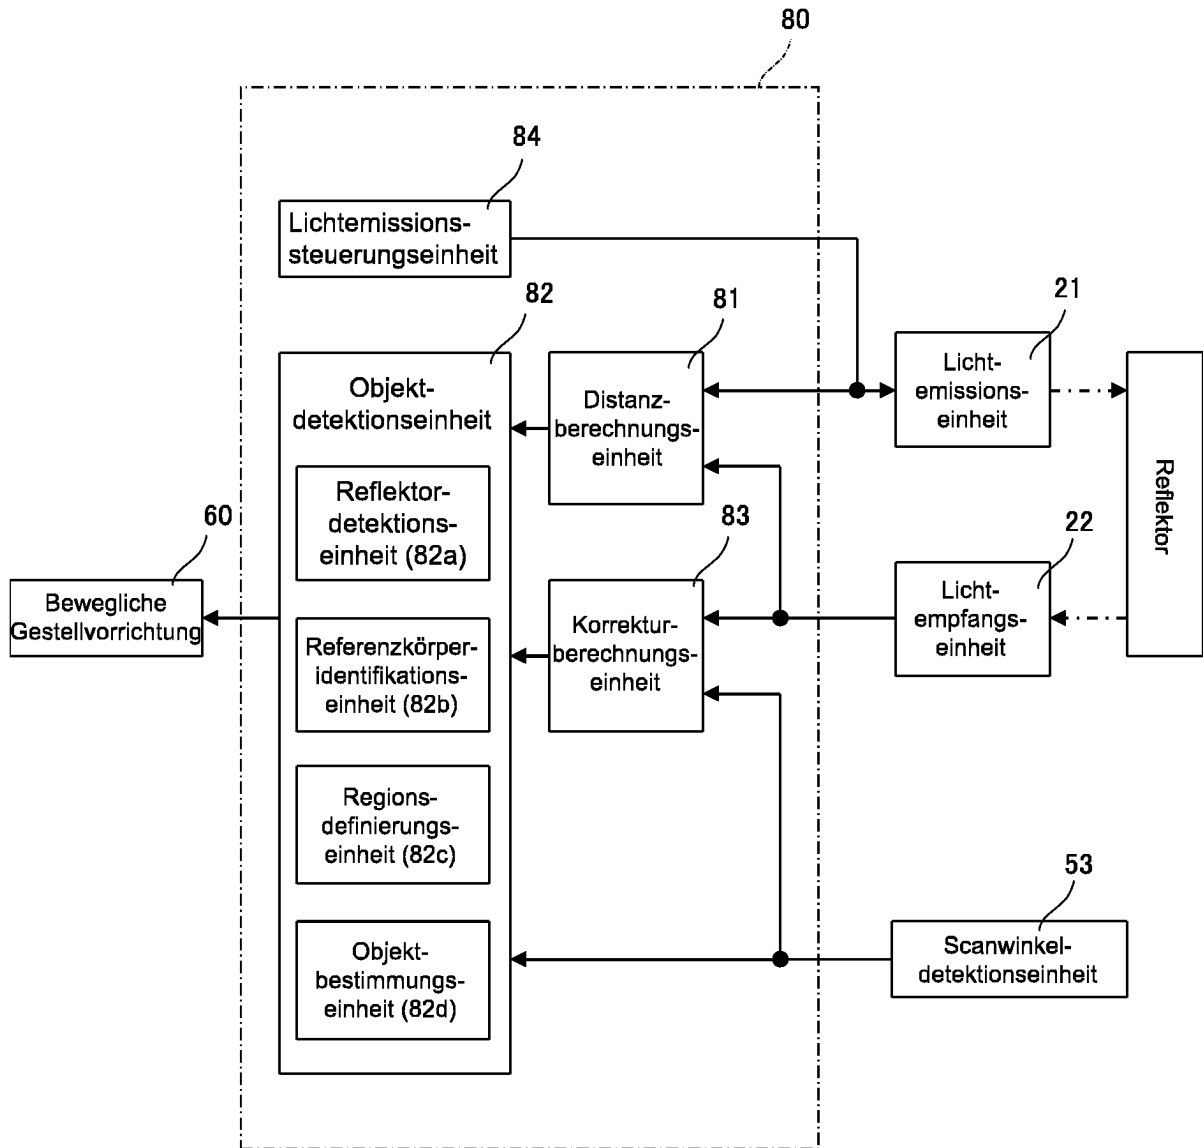 80
84
Lichtemissions-
steuerungseinheit
82
81
21
Objekt-
detektionseinheit
Distanz-
berechnungs-
einheit
Licht-
emissions-
einheit
Reflektor
Reflektor-
detektions-
einheit (82a)
60
83
22
Bewegliche
Gestellvorrichtung
Referenzkörper-
identifikations-
einheit (82b)
Korrektur-
berechnungs-
einheit
Licht-
empfangs-
einheit
Regions-
definierungs-
einheit (82c)
53
Objekt-
bestimmungs-
einheit (82d)
Scanwinkel-
detektionseinheit